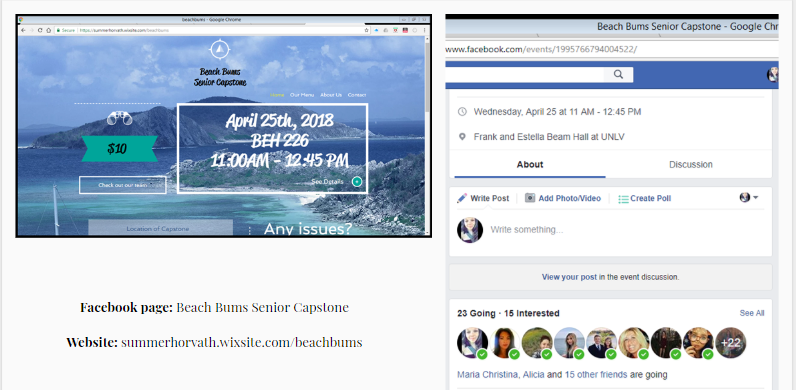 beachbums - Google Chrome
Secure | https://summerhorvath.wixsite.com/beachbums
Beach Bums
Senior Capstone
Home Our Menu About Us Contact
April 25th, 2018
BEH 226
11:00AM - 12:45 PM
See Details
$10
Check out our team
Location of Capstone
Any issues?
Facebook page: Beach Bums Senior Capstone
Website: summerhorvath.wixsite.com/beachbums
Beach Bums Senior Capstone - Google Chr
www.facebook.com/events/1995766794004522/
Wednesday, April 25 at 11 AM - 12:45 PM
Frank and Estella Beam Hall at UNLV
About Discussion
Write Post Add Photo/Video Create Poll
Write something...
View your post in the event discussion.
23 Going · 15 Interested See All
+22
Maria Christina, Alicia and 15 other friends are going